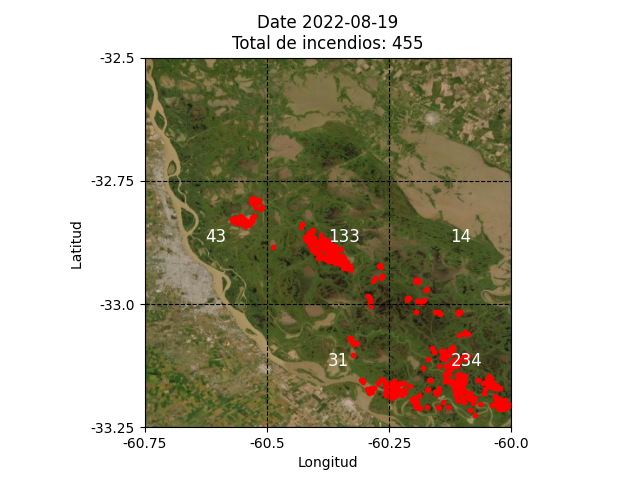 Date 2022-08-19
Total de incendios: 455
-32.5
-32.75
43 133 14
-33.0
31 234
-33.25
-60.75 -60.5 -60.25 -60.0
Latitud
Longitud